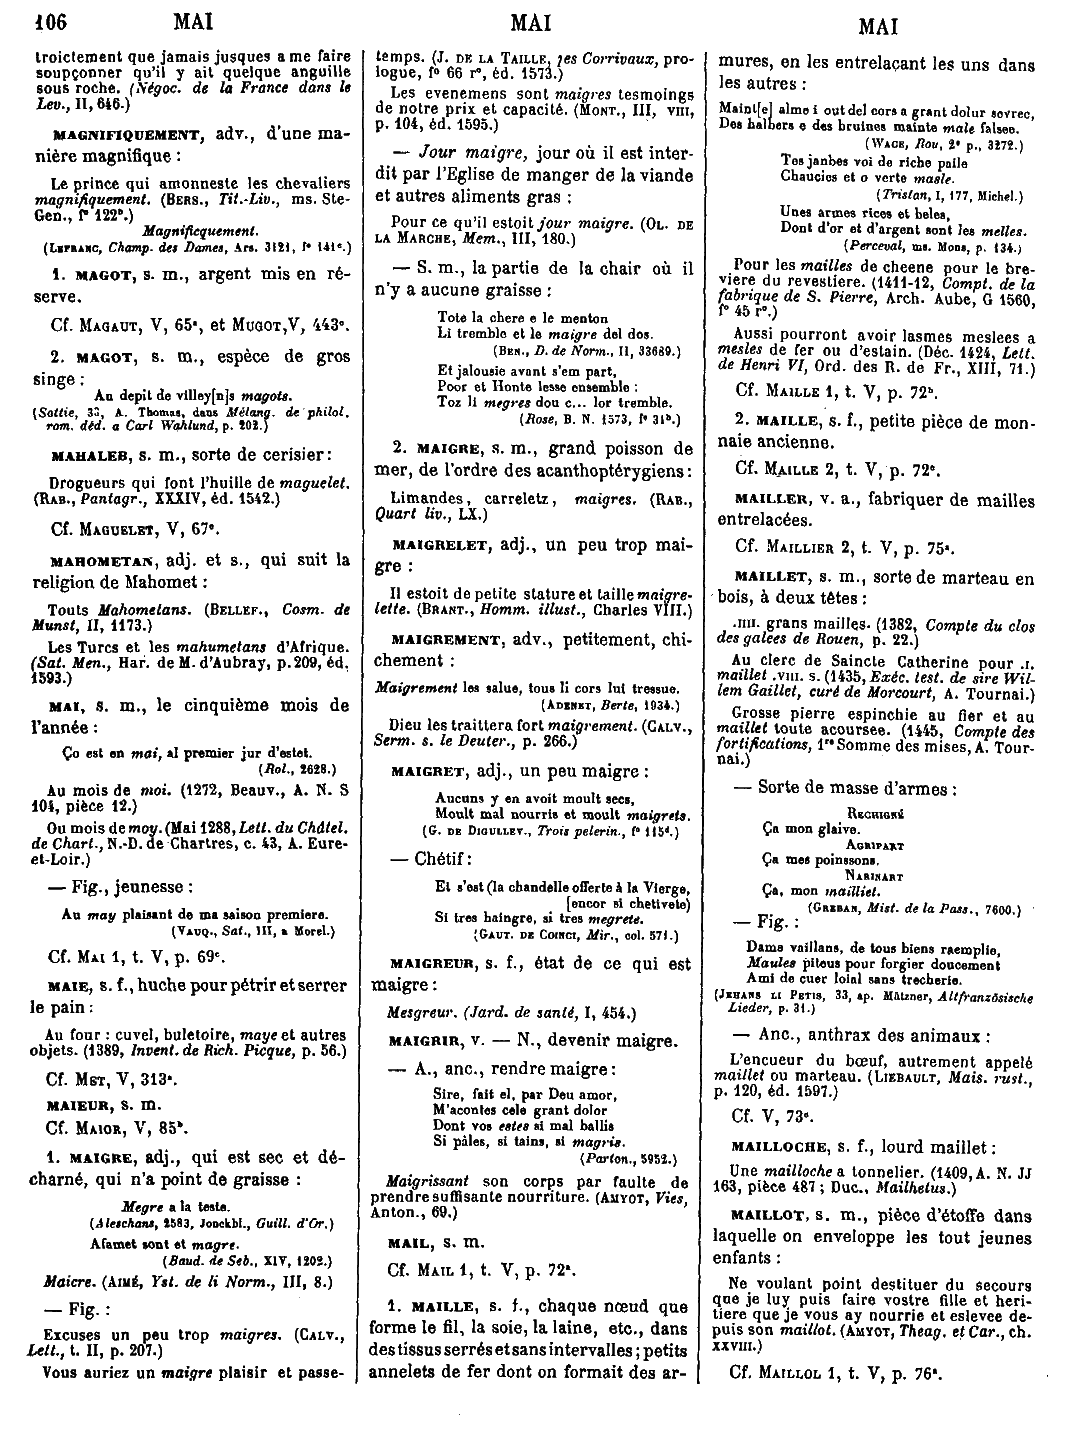 106 MAI MAI MAI
troictement que jamais jusques a me faire
soupçonner qu'il y ait quelque anguille
sous roche. (Négoc. de la France dans le
Lev., II, 646.)
MAGNIFIQUEMENT, adv., d'une ma-
nière magnifique :
Le prince qui amonneste les chevaliers
magnifiquement. (BERS., Tit.-Liv., ms. Ste-
Gen., f° 122b.)
Magnificquement.
(LEFRANC, Champ. des Dames, Ars. 3121, f° 141c.)
1. MAGOT, s. m., argent mis en ré-
serve.
Cf. MAGAUT, V, 65a, et MUGOT, V, 443c.
2. MAGOT, s. m., espèce de gros
singe :
Au depit de villey[n]s magots.
(Sottie, 33, A. Thomas, dans Mélang. de philol.
rom. déd. a Carl Wahlund, p. 202.)
MAHALEB, s. m., sorte de cerisier :
Drogueurs qui font l'huille de maguelet.
(RAB., Pantagr., XXXIV, éd. 1542.)
Cf. MAGUELET, V, 67c.
MAHOMETAN, adj. et s., qui suit la
religion de Mahomet :
Touts Mahometans. (BELLEF., Cosm. de
Munst, II, 1173.)
Les Turcs et les mahumetans d'Afrique.
(Sat. Men., Har. de M. d'Aubray, p. 209, éd.
1593.)
MAI, s. m., le cinquième mois de
l'année :
Ço est en mai, al premier jur d'estet.
(Rol., 2628.)
Au mois de moi. (1272, Beauv., A. N. S
104, pièce 12.)
Ou mois de moy. (Mai 1288, Lett. du Châtel.
de Chart., N.-D. de Chartres, c. 43, A. Eure-
et-Loir.)
— Fig., jeunesse :
Au may plaisant de ma saison premiere.
(VAUQ., Sat., III, a Morel.)
Cf. MAI 1, t. V, p. 69c.
MAIE, s. f., huche pour pétrir et serrer
le pain :
Au four : cuvel, buletoire, maye et autres
objets. (1389, Invent. de Rich. Picque, p. 56.)
Cf. MET, V, 313a.
MAIEUR, s. m.
Cf. MAIOR, V, 85b.
1. MAIGRE, adj., qui est sec et dé-
charné, qui n'a point de graisse :
Megre a la teste.
(Aleschans, 2583, Jonckbl., Guill. d'Or.)
Afamet sont et magre.
(Baud. de Seb., XIV, 1202.)
Maicre. (AIMÉ, Yst. de li Norm., III, 8.)
— Fig. :
Excuses un peu trop maigres. (CALV.,
Lett., t. II, p. 207.)
Vous auriez un maigre plaisir et passe-
temps. (J. DE LA TAILLE, les Corrivaux, pro-
logue, f° 66 r°, éd. 1573.)
Les evenemens sont maigres tesmoings
de notre prix et capacité. (MONT., III, VIII,
p. 104, éd. 1595.)
— Jour maigre, jour où il est inter-
dit par l'Eglise de manger de la viande
et autres aliments gras :
Pour ce qu'il estoit jour maigre. (OL. DE
LA MARCHE, Mem., III, 180.)
— S. m., la partie de la chair où il
n'y a aucune graisse :
Tote la chere e le menton
Li tremble et le maigre del dos.
(BEN., D. de Norm., II, 33689.)
Et jalousie avant s'em part,
Poor et Honte lesse ensemble :
Toz li megres dou c... lor tremble.
(Rose, B. N. 1573, f° 31b.)
2. MAIGRE, s. m., grand poisson de
mer, de l'ordre des acanthoptérygiens :
Limandes, carreletz, maigres. (RAB.,
Quart liv., LX.)
MAIGRELET, adj., un peu trop mai-
gre :
Il estoit de petite stature et taille maigre-
lette. (BRANT., Homm. illust., Charles VIII.)
MAIGREMENT, adv., petitement, chi-
chement :
Maigrement les salue, tous li cors lui tressue.
(ADENET, Berte, 1934.)
Dieu les traittera fort maigrement. (CALV.,
Serm. s. le Deuter., p. 266.)
MAIGRET, adj., un peu maigre :
Aucuns y en avoit moult secs,
Moult mal nourris et moult maigrets.
(G. DE DIGULLEV., Trois pelerin., f° 115d.)
— Chétif :
Et s'est (la chandelle offerte à la Vierge,
[encor si chetivete)
Si tres haingre, si tres megrete.
(GAUT. DE COINCI, Mir., col. 571.)
MAIGREUR, s. f., état de ce qui est
maigre :
Mesgreur. (Jard. de santé, I, 454.)
MAIGRIR, v. — N., devenir maigre.
— A., anc., rendre maigre :
Sire, fait el, par Deu amor,
M'acontes cele grant dolor
Dont vos estes si mal ballis
Si pâles, si tains, si magris.
(Parton., 5952.)
Maigrissant son corps par faulte de
prendre suffisante nourriture. (AMYOT, Vies,
Anton., 69.)
MAIL, s. m.
Cf. MAIL 1, t. V, p. 72a.
1. MAILLE, s. f., chaque nœud que
forme le fil, la soie, la laine, etc., dans
des tissus serrés et sans intervalles ; petits
annelets de fer dont on formait des ar-
mures, en les entrelaçant les uns dans
les autres :
Maint[e] alme i out del cors a grant dolur sevrec,
Des halbers e des bruines mainte male falsee.
(WACE, Rou, 2e p., 3272.)
Tes janbes voi de riche paile
Chaucies et o verte masle.
(Tristan, I, 177, Michel.)
Unes armes rices et beles,
Dont d'or et d'argent sont les melles.
(Perceval, ms. Mons, p. 134.)
Pour les mailles de cheene pour le bre-
viere du revestiere. (1411-12, Compt. de la
fabrique de S. Pierre, Arch. Aube, G 1560,
f° 45 r°.)
Aussi pourront avoir lasmes meslees a
mesles de fer ou d'estain. (Déc. 1424, Lett.
de Henri VI, Ord. des R. de Fr., XIII, 71.)
Cf. MAILLE 1, t. V, p. 72b.
2. MAILLE, s. f., petite pièce de mon-
naie ancienne.
Cf. MAILLE 2, t. V, p. 72c.
MAILLER, v. a., fabriquer de mailles
entrelacées.
Cf. MAILLIER 2, t. V, p. 75a.
MAILLET, s. m., sorte de marteau en
bois, à deux têtes :
.IIII. grans mailles. (1382, Compte du clos
des galees de Rouen, p. 22.)
Au clerc de Saincte Catherine pour .I.
maillet .VIII. s. (1435, Exéc. test. de sire Wil-
lem Gaillet, curé de Morcourt, A. Tournai.)
Grosse pierre espinchie au fier et au
maillet toute acoursee. (1445, Compte des
fortifications, 1re Somme des mises, A. Tour-
nai.)
— Sorte de masse d'armes :
RECHIGNÉ
Ça mon glaive.
AGRIPART
Ça mes poinssons.
NARINART
Ça, mon mailliet.
(GREBAN, Mist. de la Pass., 7600.)
— Fig. :
Dame vaillans, de tous biens raemplie,
Maules piteus pour forgier doucement
Ami de cuer loial sans trecherie.
(JEHANS LI PETIS, 33, ap. Mätzner, Altfranzösische
Lieder, p. 31.)
— Anc., anthrax des animaux :
L'encueur du bœuf, autrement appelé
maillet ou marteau. (LIEBAULT, Mais. rust.,
p. 120, éd. 1597.)
Cf. V, 73c.
MAILLOCHE, s. f., lourd maillet :
Une mailloche a tonnelier. (1409, A. N. JJ
163, pièce 487 ; Duc., Mailhetus.)
MAILLOT, s. m., pièce d'étoffe dans
laquelle on enveloppe les tout jeunes
enfants :
Ne voulant point destituer du secours
que je luy puis faire vostre fille et heri-
tiere que je vous ay nourrie et eslevee de-
puis son maillot. (AMYOT, Theag. et Car., ch.
XXVIII.)
Cf. MAILLOL 1, t. V, p. 76a.